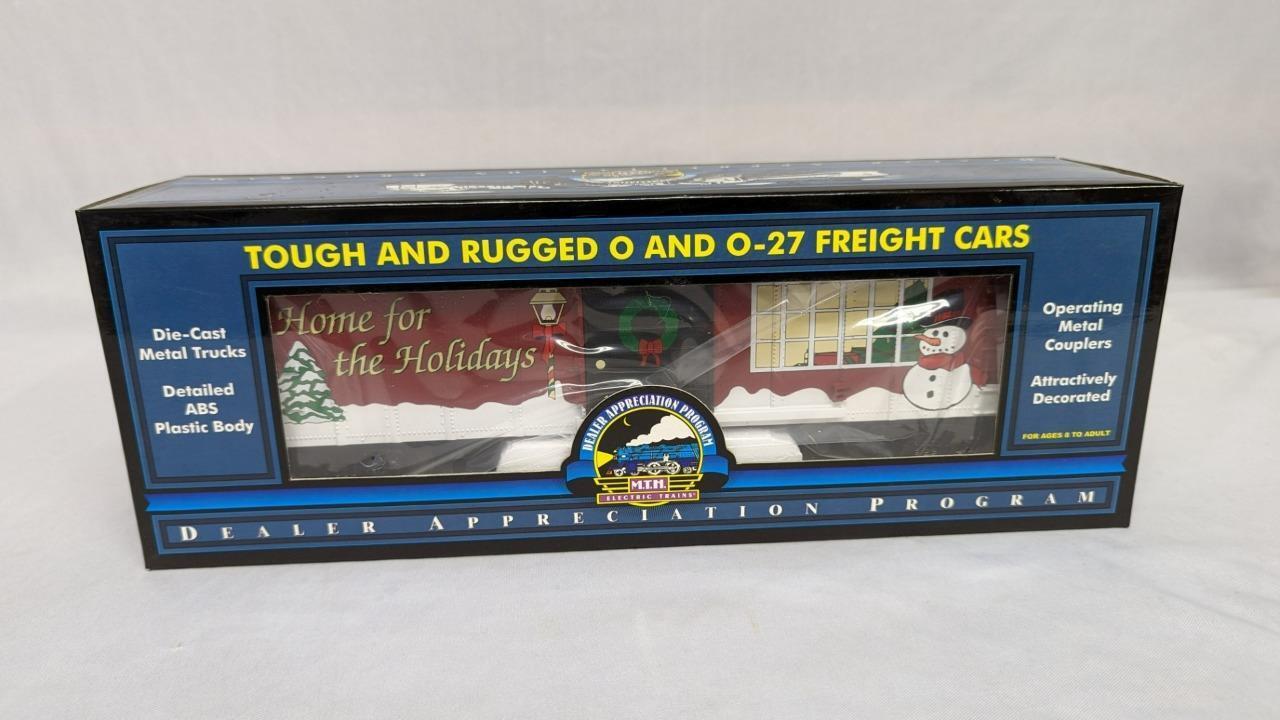 TOUGH AND RUGGED O AND O-27 FREIGHT CARS
Die-Cast
Metal Trucks
Detailed
ABS
Plastic Body
Home for
the Holidays
Operating
Metal
Couplers
Attractively
Decorated
FOR AGES 8 TO ADULT
DEALER APPRECIATION PROGRAM
M.T.H.
ELECTRIC TRAINS
DEALER APPRECIATION PROGRAM